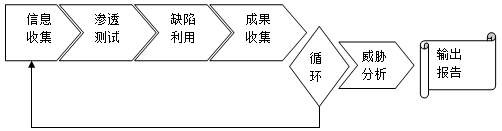 信息
收集
渗透
测试
缺陷
利用
成果
收集
循
环
威胁
分析
输出
报告